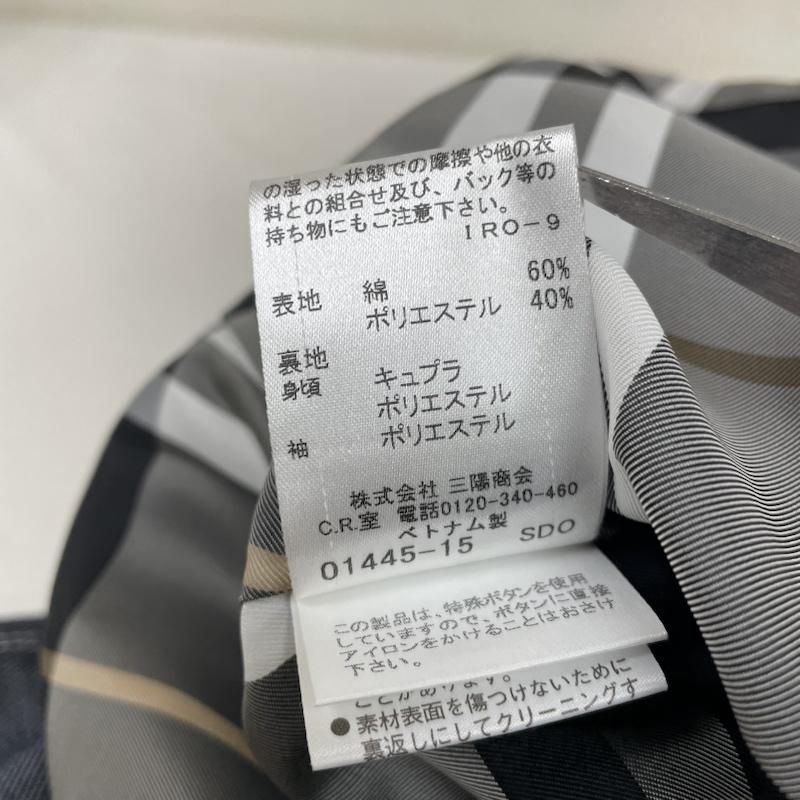 の湿った状態での摩擦や他の衣
料との組合せ及び、バック等の
持ち物にもご注意下さい。
IRO-9
表地 綿 60%
ポリエステル 40%
裏地
身頃 キュプラ
ポリエステル
袖 ポリエステル
株式会社 三陽商会
C.R.室 電話0120-340-460
ベトナム製
01445-15 SDO
この製品は、特殊ボタンを使用
していますので、ボタンに直接
アイロンをかけることはおさけ
下さい。
ことがあります。
●素材表面を傷つけないために
裏返しにしてクリーニングす